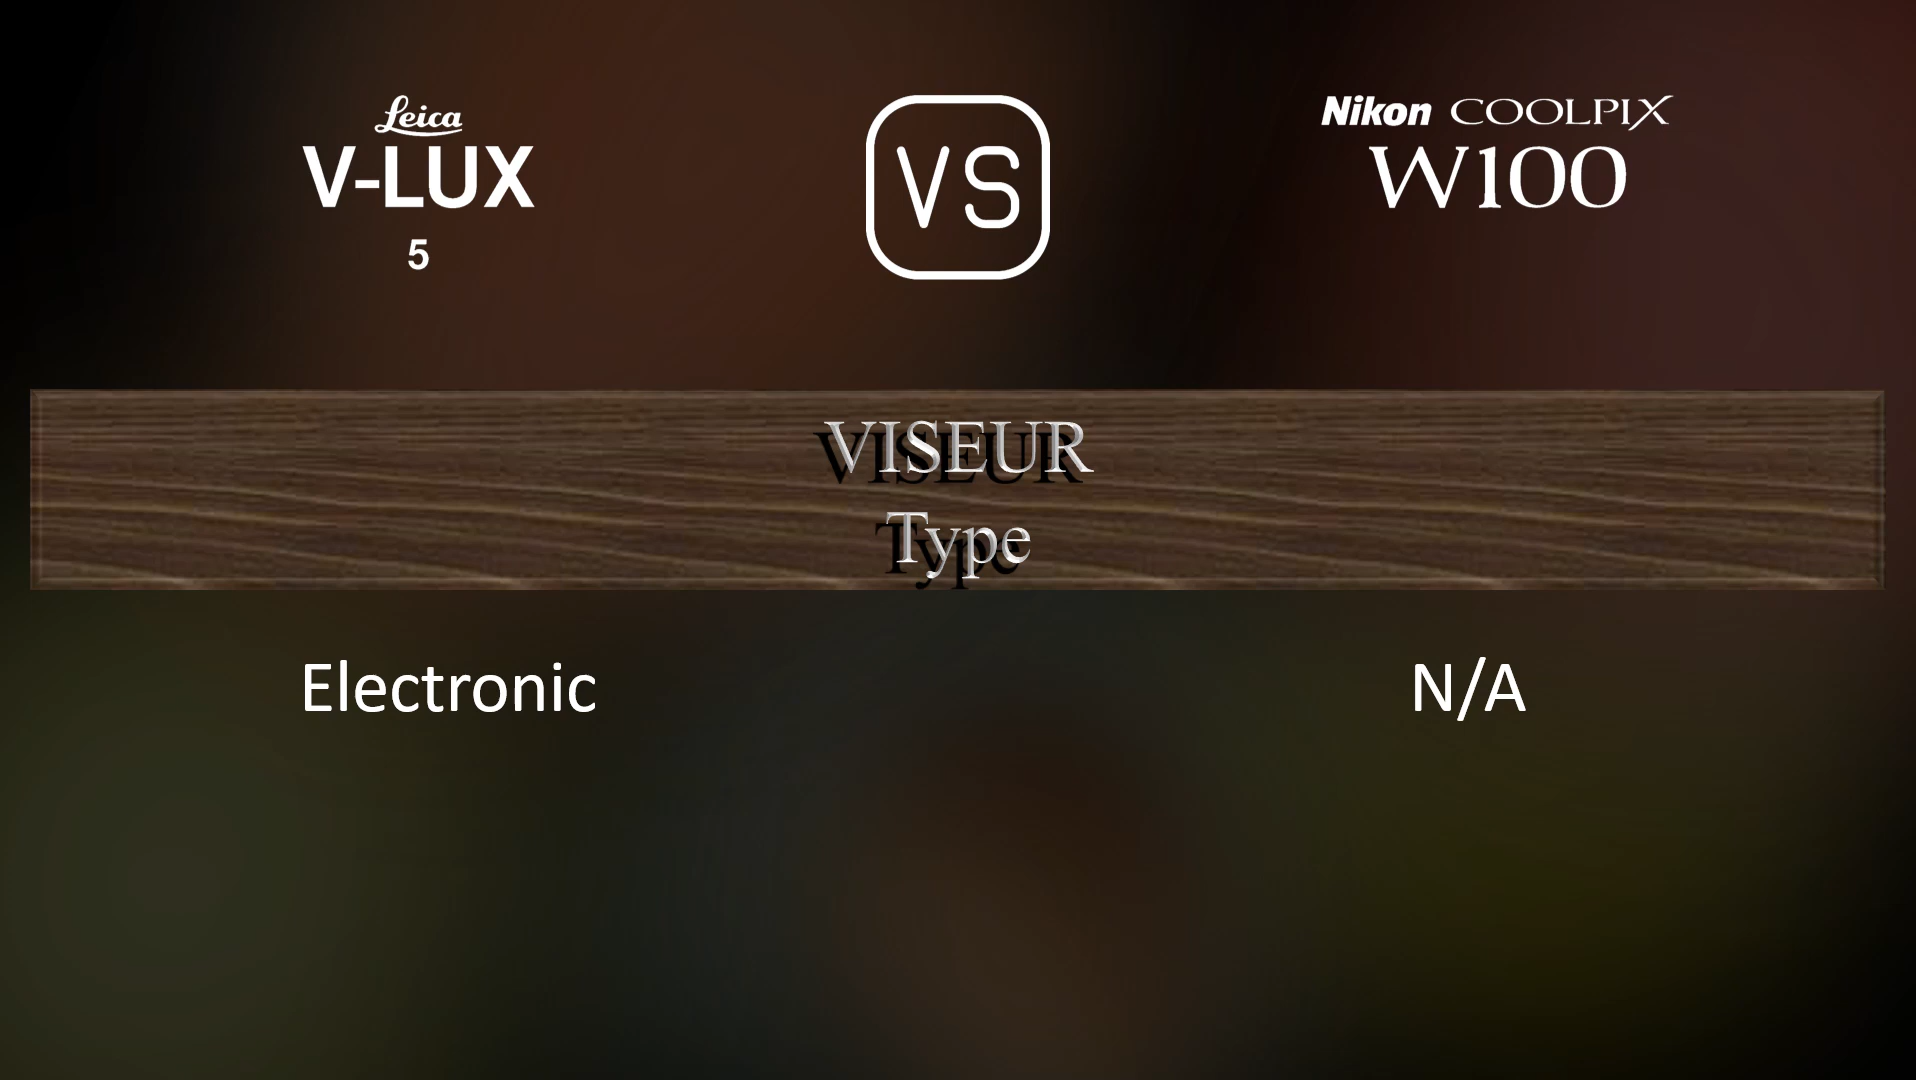 Leica
V-LUX
5
VS
Nikon COOLPIX
W100
VISEUR
Type
Electronic
N/A